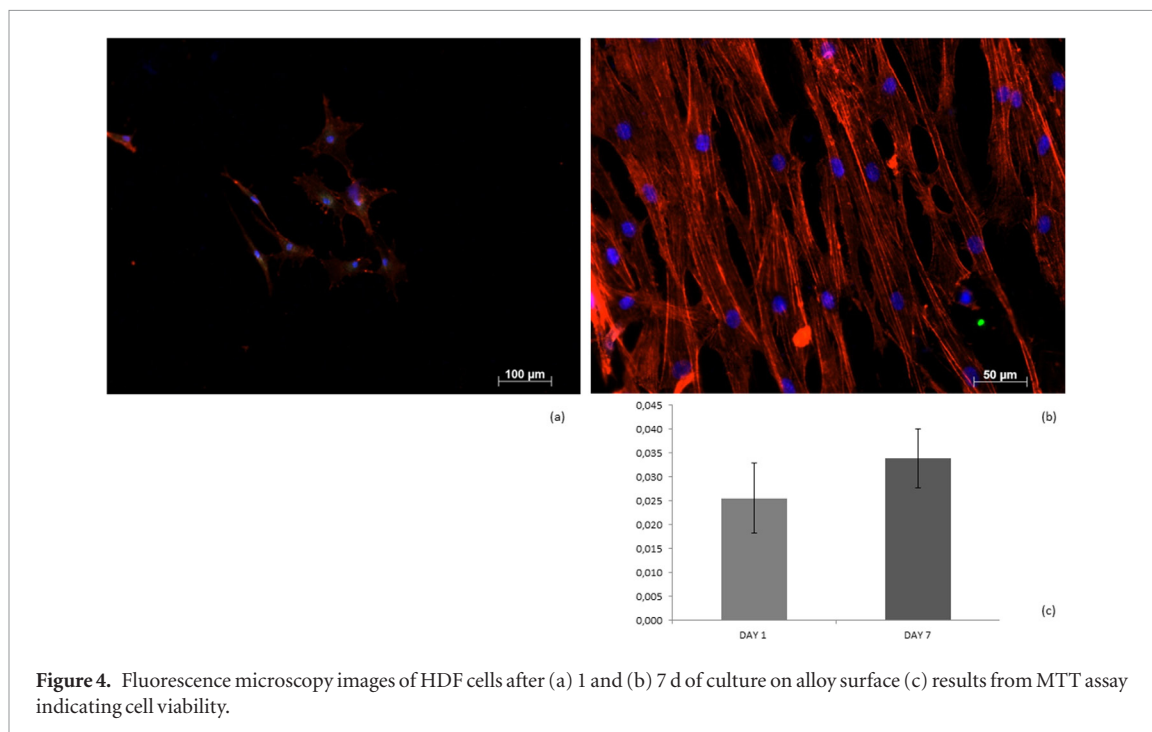 100 µm
50 µm
(a)
(b)
0,045
0,040
0,035
0,030
0,025
0,020
0,015
0,010
0,005
0,000
DAY 1
DAY 7
(c)
Figure 4. Fluorescence microscopy images of HDF cells after (a) 1 and (b) 7 d of culture on alloy surface (c) results from MTT assay
indicating cell viability.